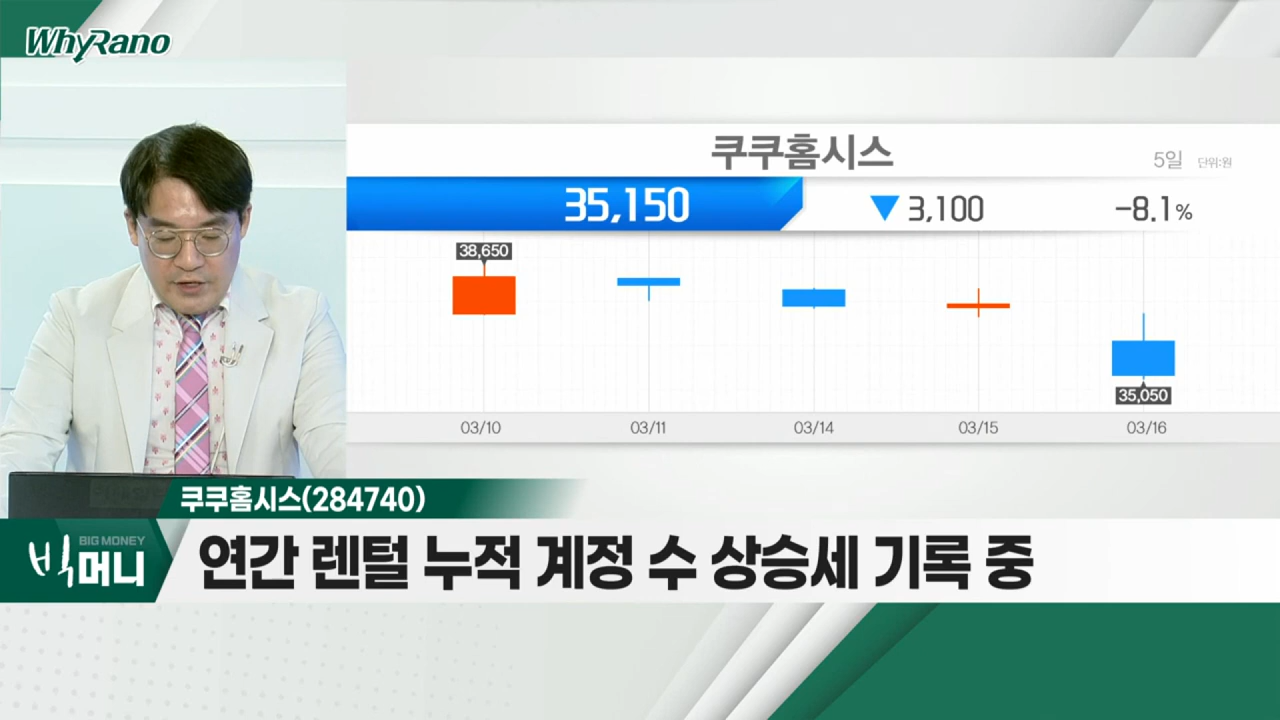 WhyRano
쿠쿠홈시스
5일 단위:원
35,150 ▼ 3,100 -8.1%
38,650
35,050
03/10 03/11 03/14 03/15 03/16
쿠쿠홈시스(284740)
BIG MONEY
빅머니
연간 렌털 누적 계정 수 상승세 기록 중